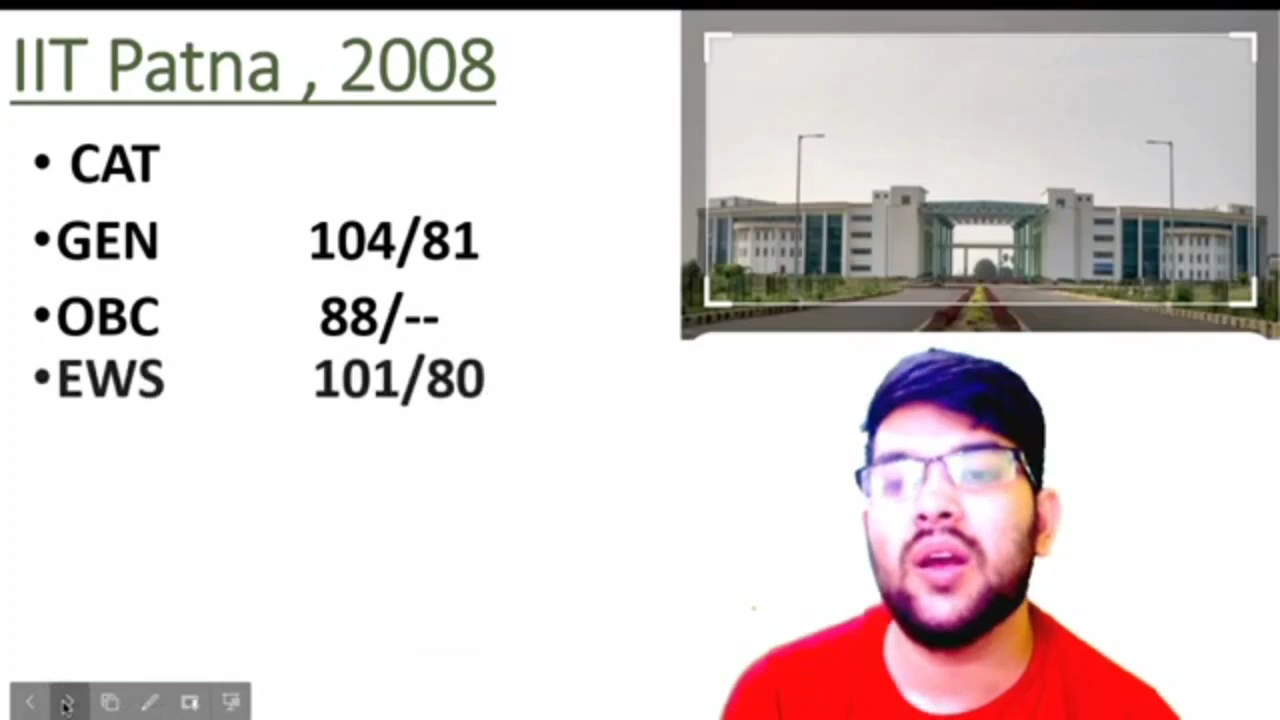 IIT Patna , 2008
• CAT
•GEN 104/81
•OBC 88/--
•EWS 101/80